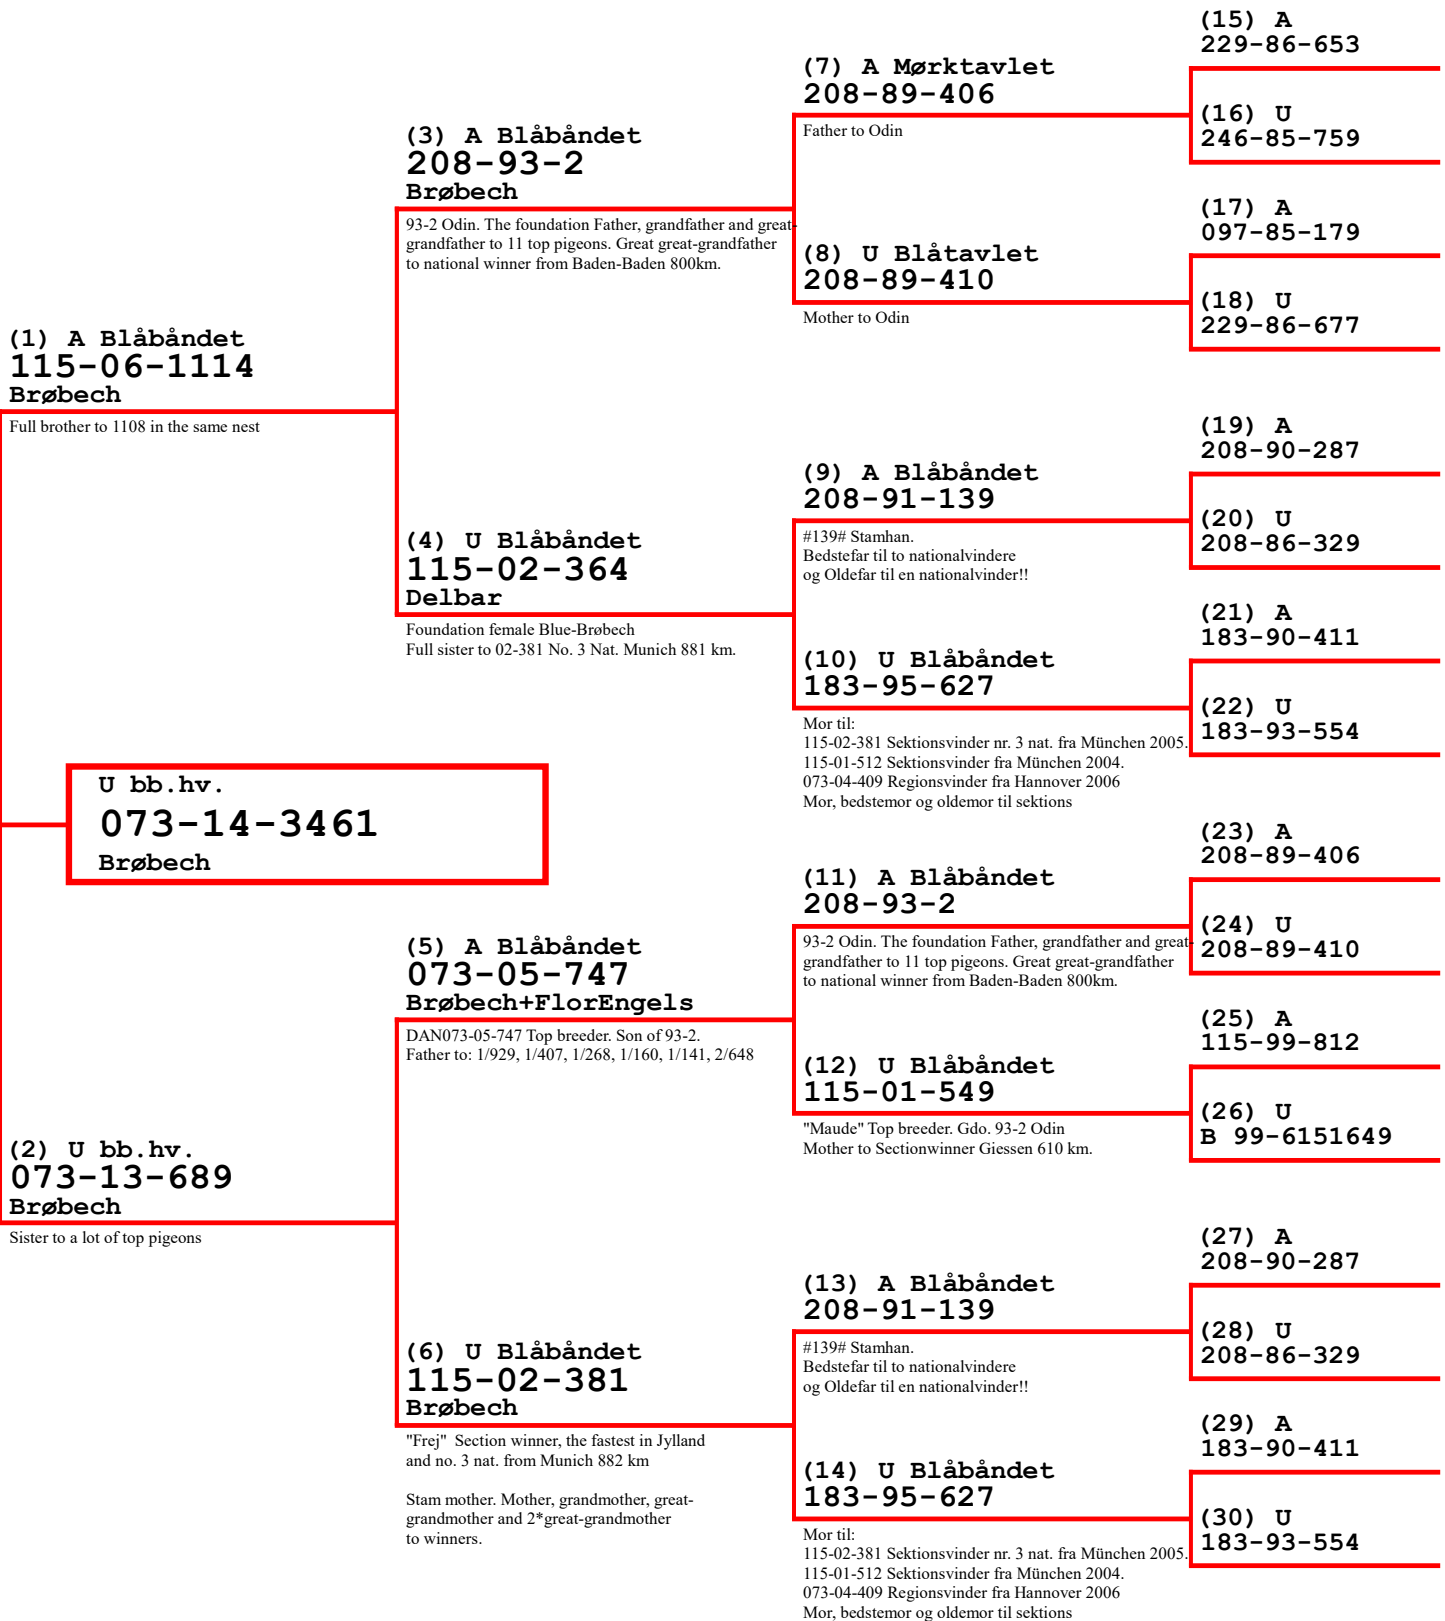 (1) A Blåbåndet
115-06-1114
Brøbech
Full brother to 1108 in the same nest
U bb.hv.
073-14-3461
Brøbech
(2) U bb.hv.
073-13-689
Brøbech
Sister to a lot of top pigeons
(3) A Blåbåndet
208-93-2
Brøbech
93-2 Odin. The foundation Father, grandfather and great-
grandfather to 11 top pigeons. Great great-grandfather
to national winner from Baden-Baden 800km.
(4) U Blåbåndet
115-02-364
Delbar
Foundation female Blue-Brøbech
Full sister to 02-381 No. 3 Nat. Munich 881 km.
(5) A Blåbåndet
073-05-747
Brøbech+FlorEngels
DAN073-05-747 Top breeder. Son of 93-2.
Father to: 1/929, 1/407, 1/268, 1/160, 1/141, 2/648
(6) U Blåbåndet
115-02-381
Brøbech
"Frej" Section winner, the fastest in Jylland
and no. 3 nat. from Munich 882 km
Stam mother. Mother, grandmother, great-
grandmother and 2*great-grandmother
to winners.
(7) A Mørktavlet
208-89-406
Father to Odin
(8) U Blåtavlet
208-89-410
Mother to Odin
(9) A Blåbåndet
208-91-139
#139# Stamhan.
Bedstefar til to nationalvindere
og Oldefar til en nationalvinder!!
(10) U Blåbåndet
183-95-627
Mor til:
115-02-381 Sektionsvinder nr. 3 nat. fra München 2005.
115-01-512 Sektionsvinder fra München 2004.
073-04-409 Regionsvinder fra Hannover 2006
Mor, bedstemor og oldemor til sektions
(11) A Blåbåndet
208-93-2
93-2 Odin. The foundation Father, grandfather and great-
grandfather to 11 top pigeons. Great great-grandfather
to national winner from Baden-Baden 800km.
(12) U Blåbåndet
115-01-549
"Maude" Top breeder. Gdo. 93-2 Odin
Mother to Sectionwinner Giessen 610 km.
(13) A Blåbåndet
208-91-139
#139# Stamhan.
Bedstefar til to nationalvindere
og Oldefar til en nationalvinder!!
(14) U Blåbåndet
183-95-627
Mor til:
115-02-381 Sektionsvinder nr. 3 nat. fra München 2005.
115-01-512 Sektionsvinder fra München 2004.
073-04-409 Regionsvinder fra Hannover 2006
Mor, bedstemor og oldemor til sektions
(15) A
229-86-653
(16) U
246-85-759
(17) A
097-85-179
(18) U
229-86-677
(19) A
208-90-287
(20) U
208-86-329
(21) A
183-90-411
(22) U
183-93-554
(23) A
208-89-406
(24) U
208-89-410
(25) A
115-99-812
(26) U
B 99-6151649
(27) A
208-90-287
(28) U
208-86-329
(29) A
183-90-411
(30) U
183-93-554